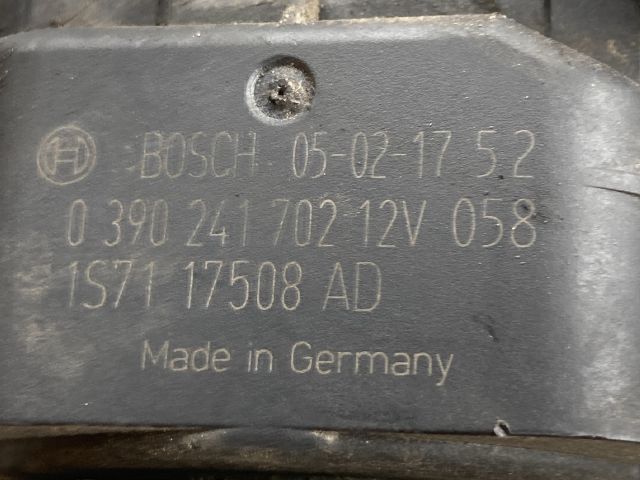 BOSCH 05-02-17 5.2
0 390 241 702 12V 058
1S71 17508 AD
Made in Germany